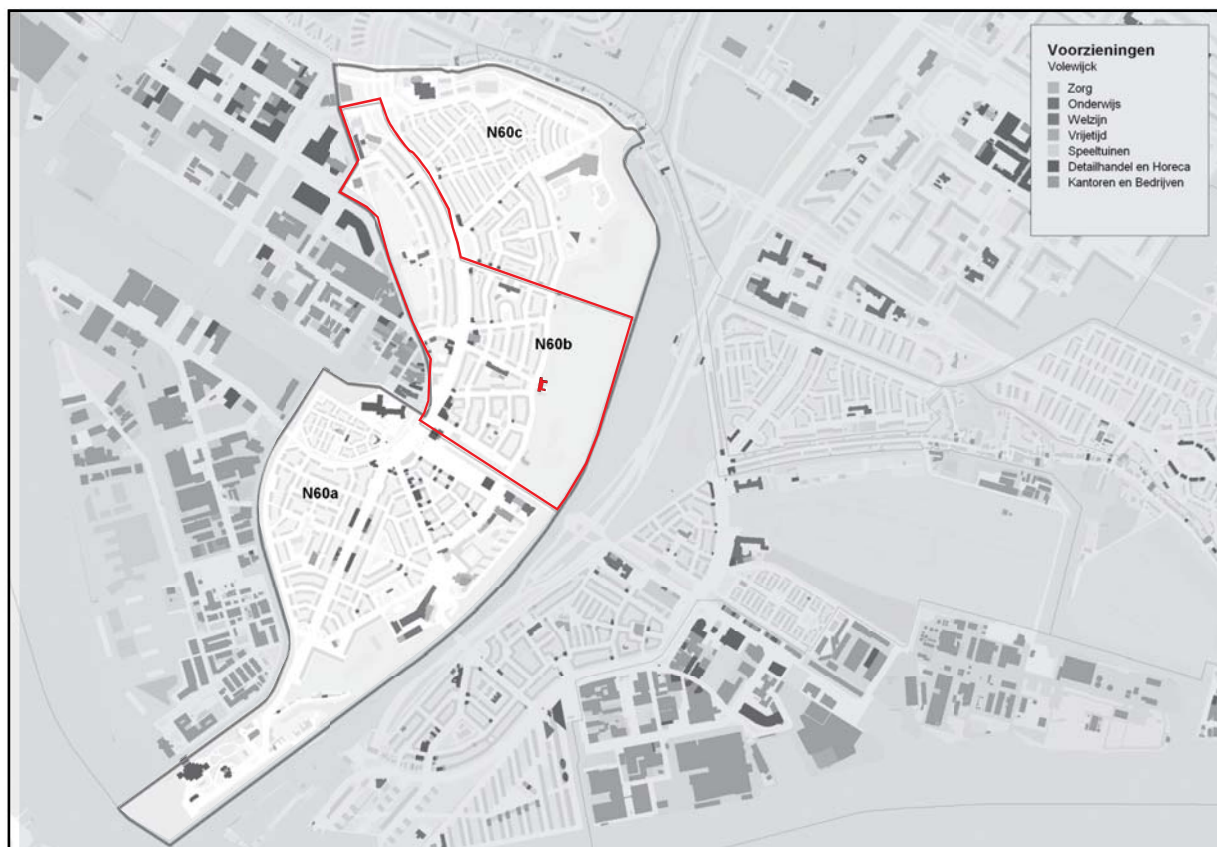 Voorzieningen
Volewijck
Zorg
Onderwijs
Welzijn
Vrijetijd
Speeltuinen
Detailhandel en Horeca
Kantoren en Bedrijven
N60c
N60b
N60a